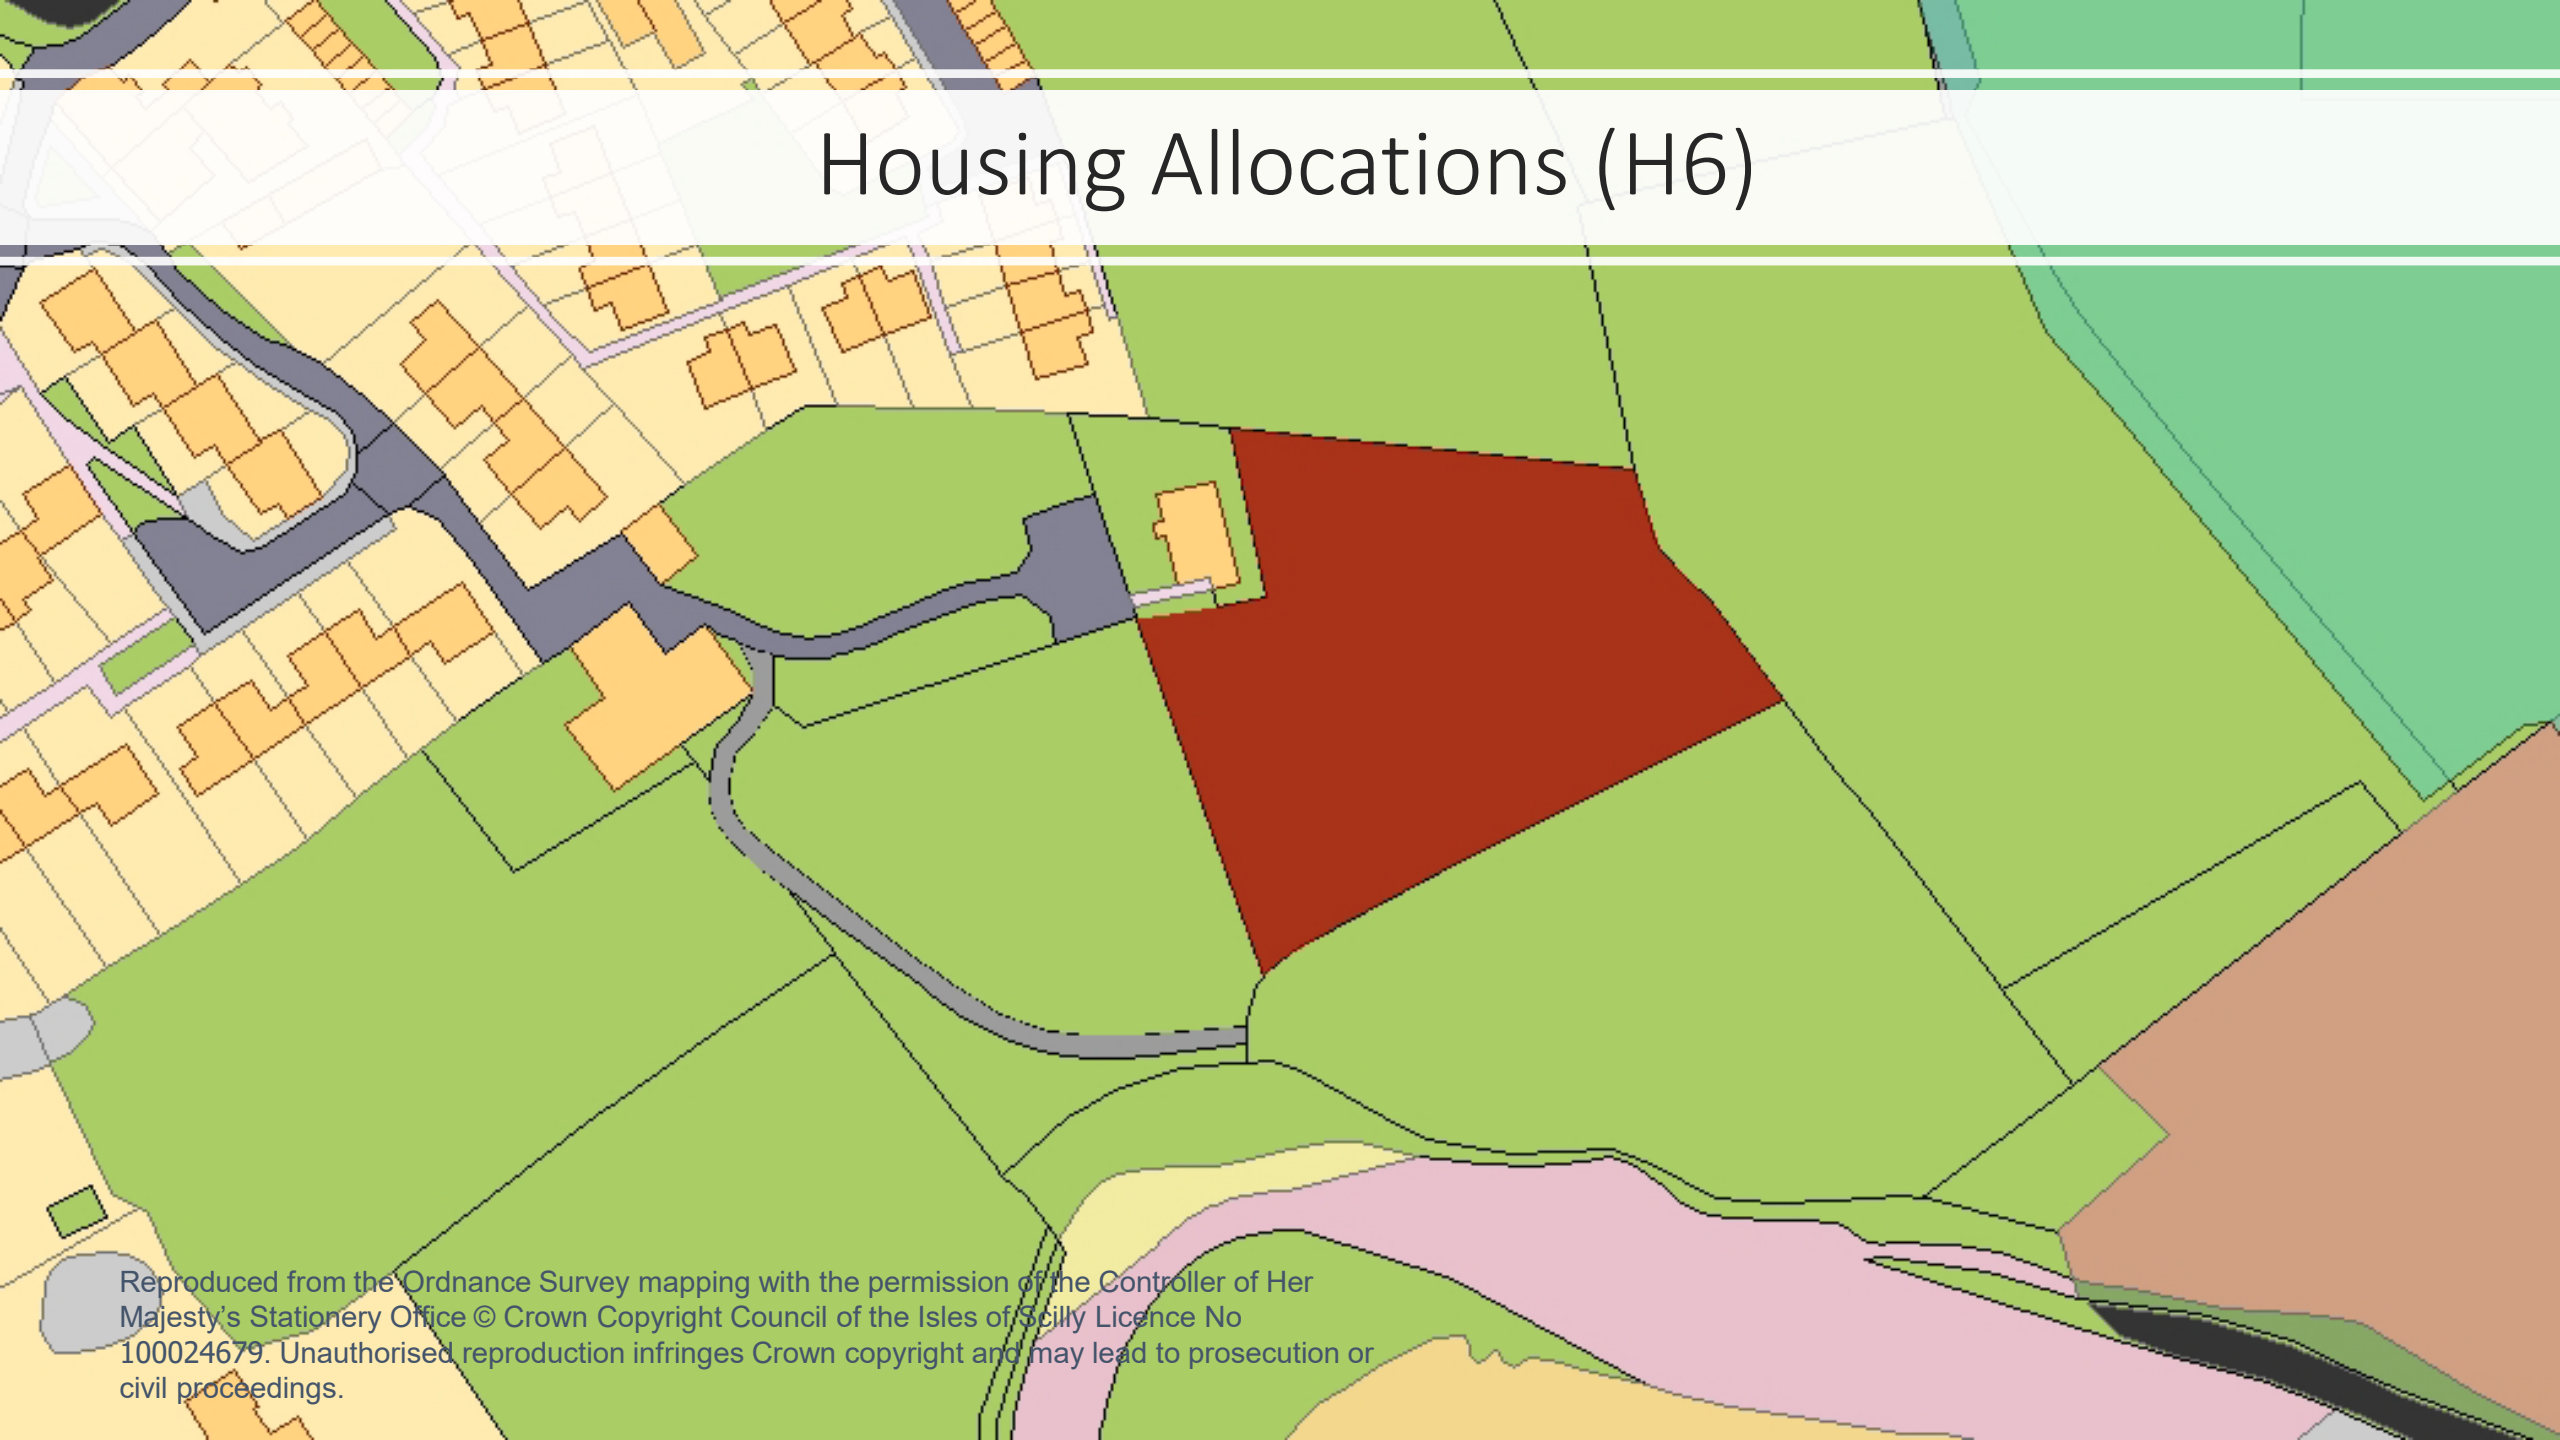 Housing Allocations (H6)
Reproduced from the Ordnance Survey mapping with the permission of the Controller of Her
Majesty’s Stationery Office © Crown Copyright Council of the Isles of Scilly Licence No
100024679. Unauthorised reproduction infringes Crown copyright and may lead to prosecution or
civil proceedings.